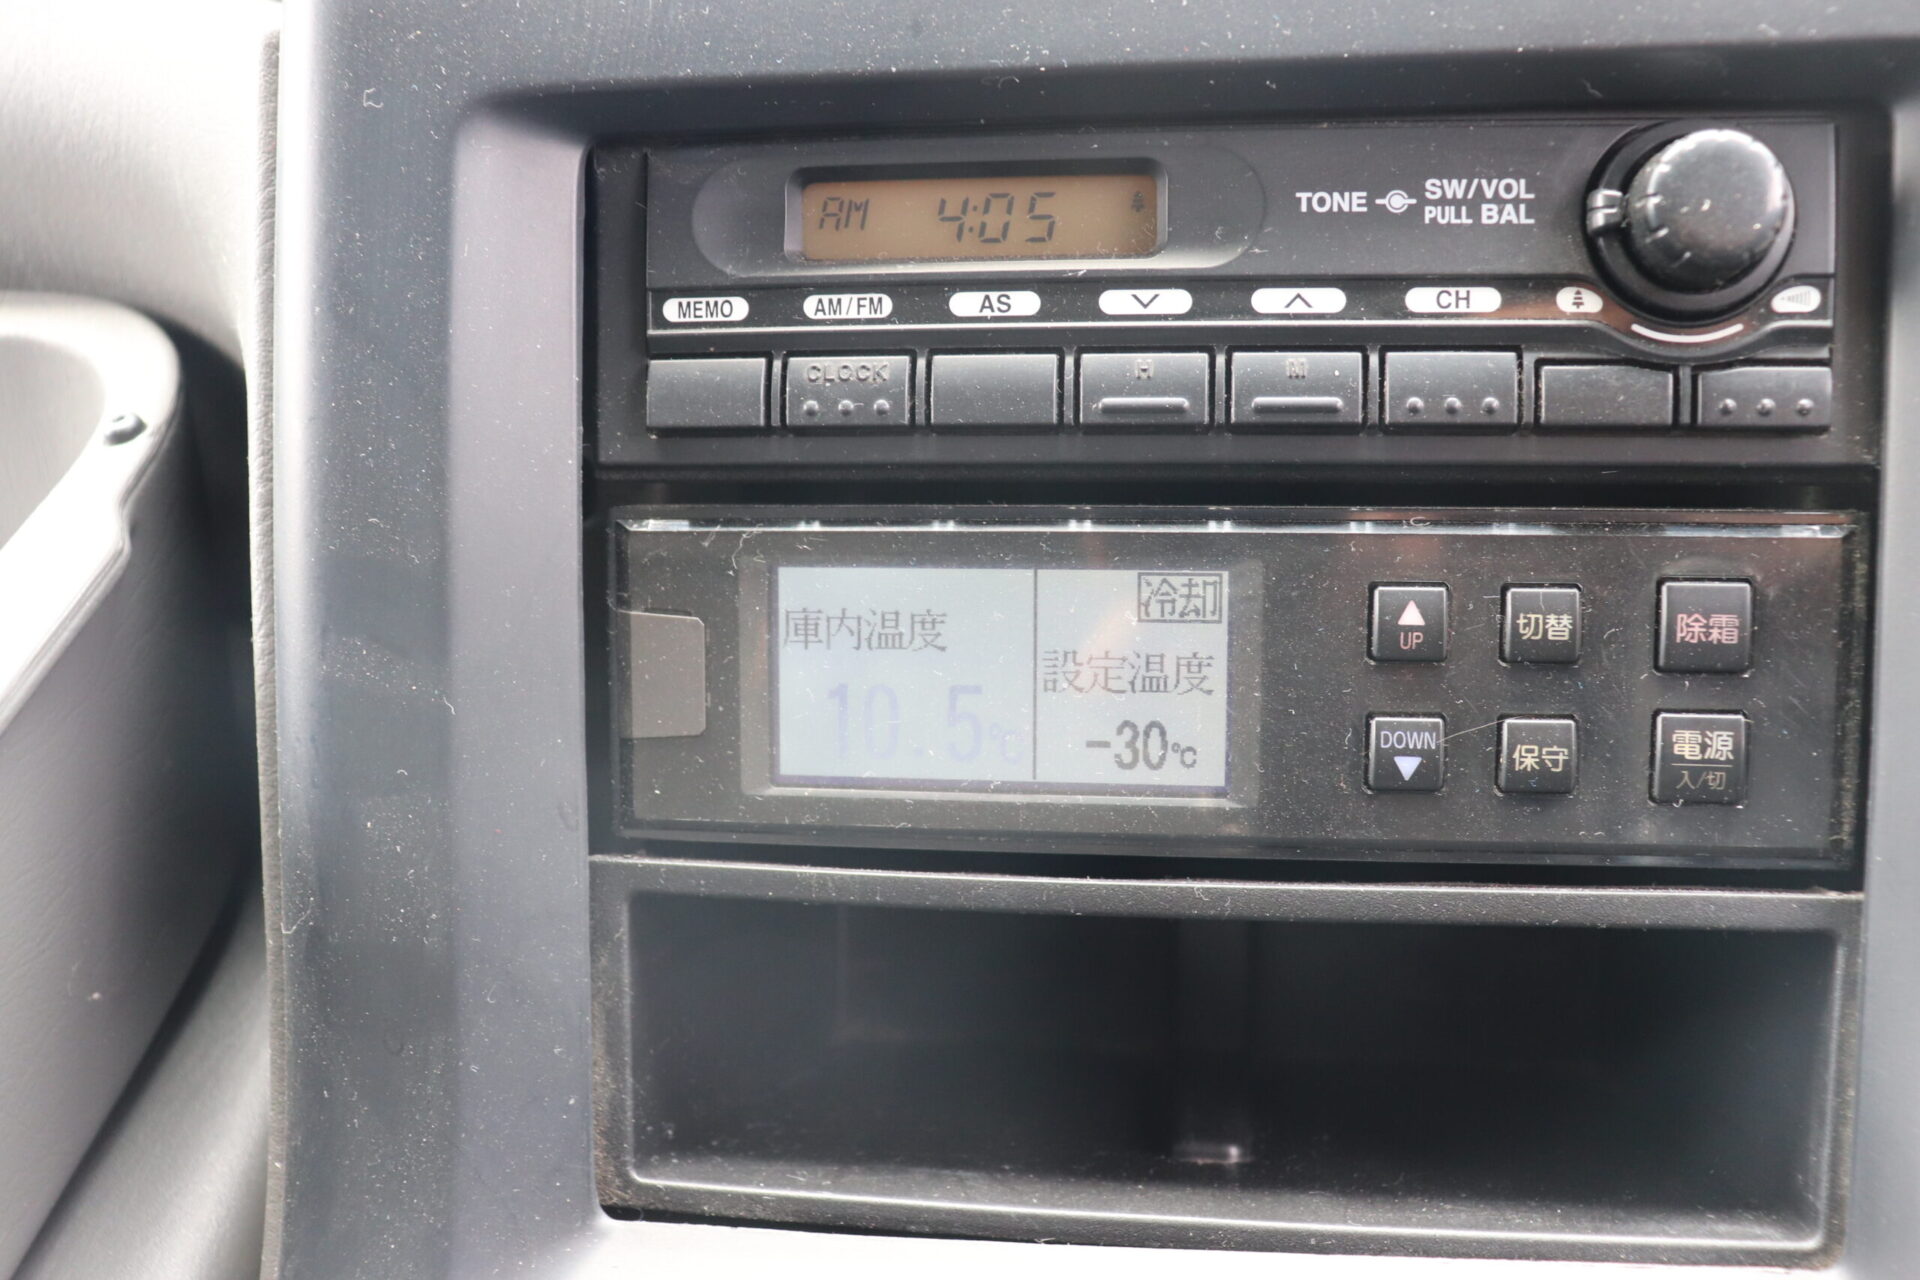 AM 4:05
TONE SW/VOL
PULL BAL
MEMO AM/FM AS CH
CLOCK H M
冷却
庫内温度
設定温度
10.5℃
-30℃
UP 切替 除霜
DOWN 保守 電源
入/切